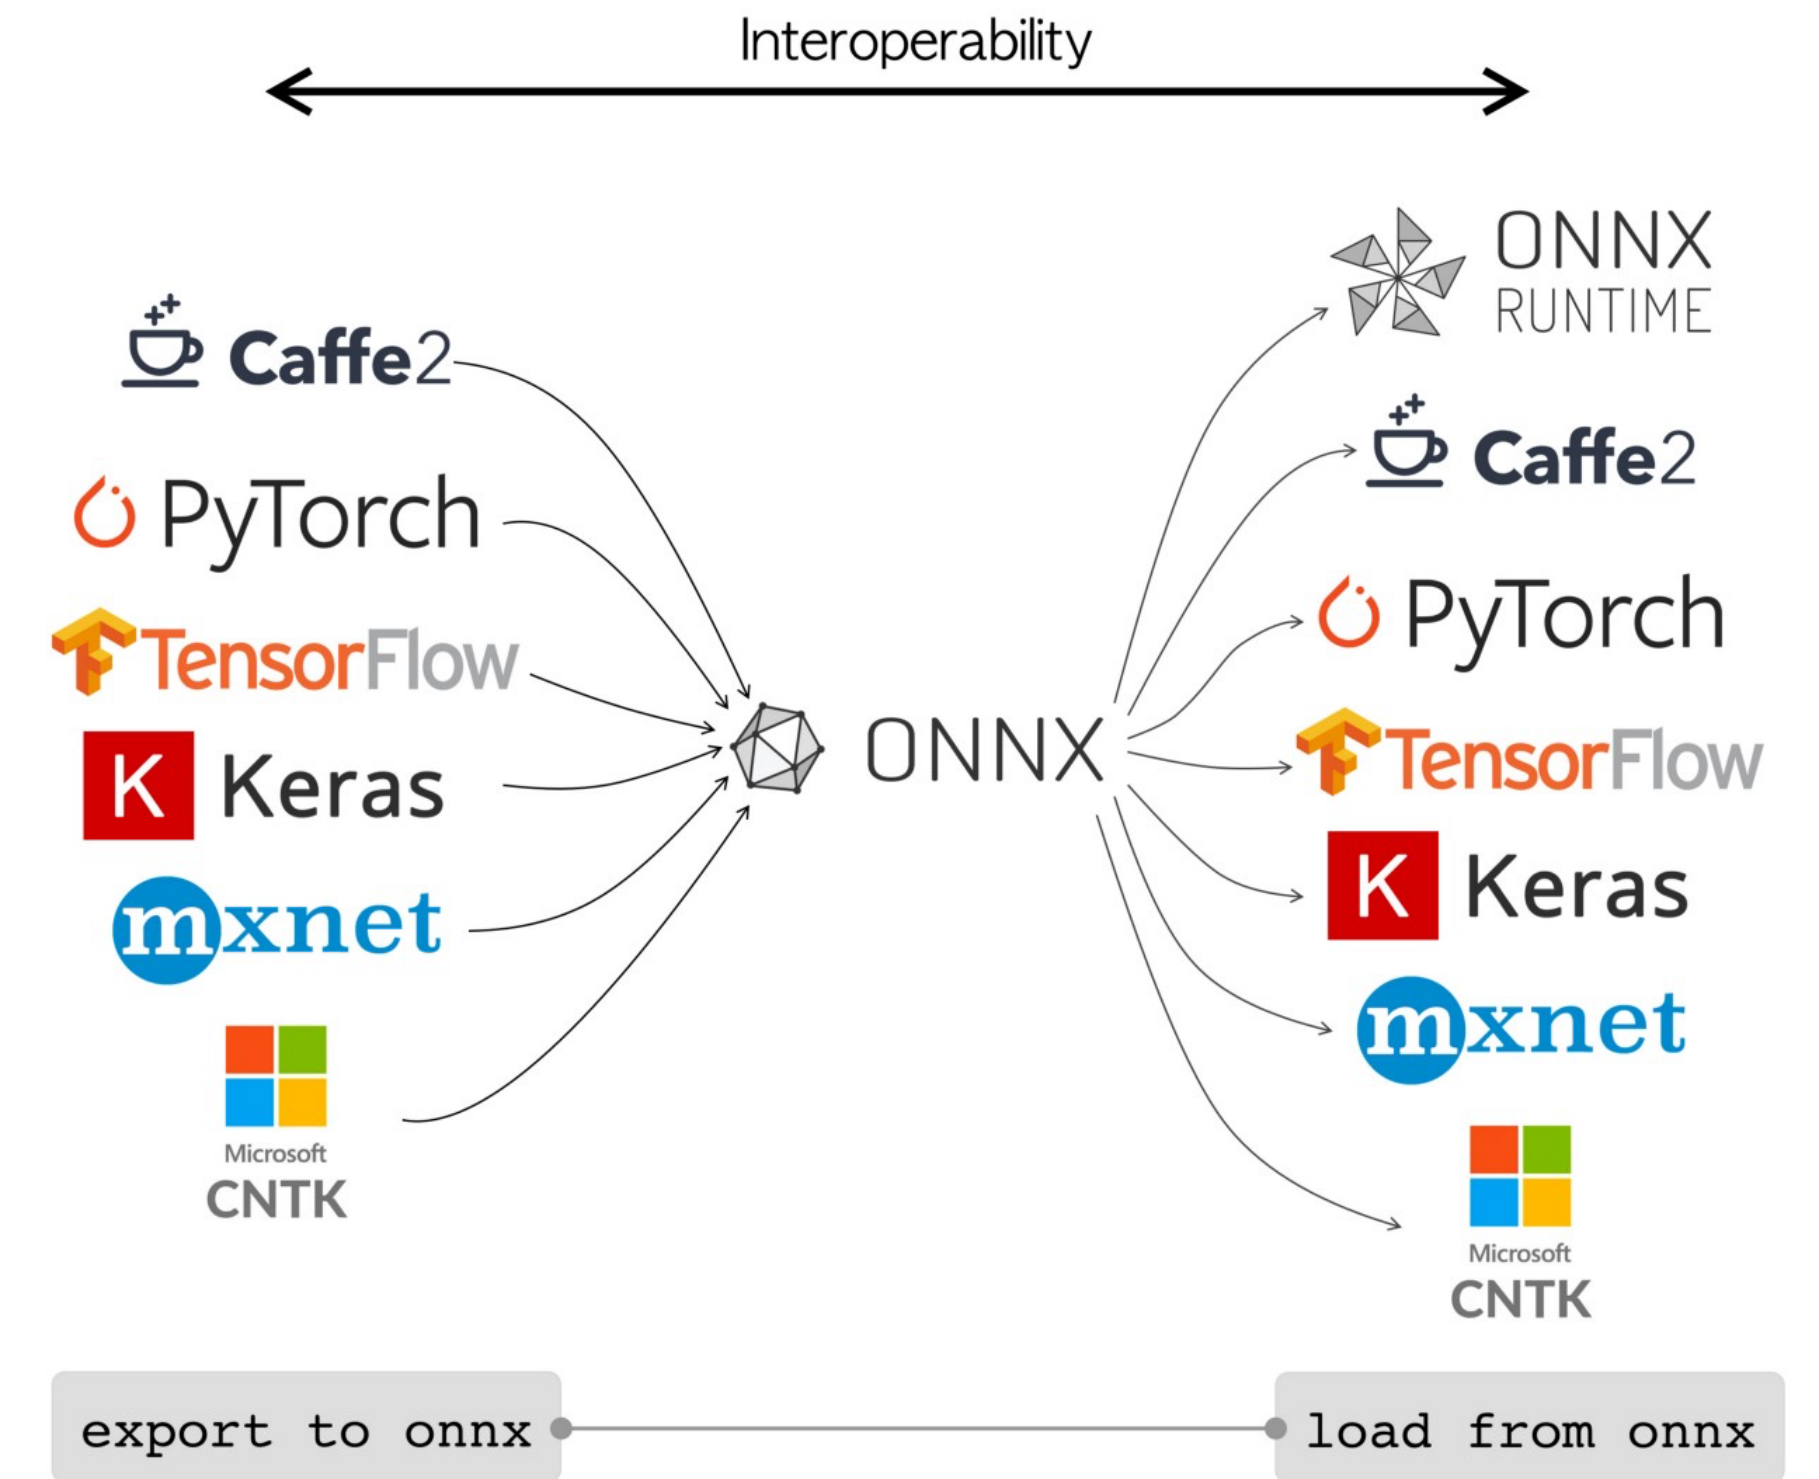 Interoperability
Caffe2
PyTorch
TensorFlow
K Keras
mxnet
Microsoft
CNTK
ONNX
ONNX
RUNTIME
Caffe2
PyTorch
TensorFlow
K Keras
mxnet
Microsoft
CNTK
export to onnx
load from onnx